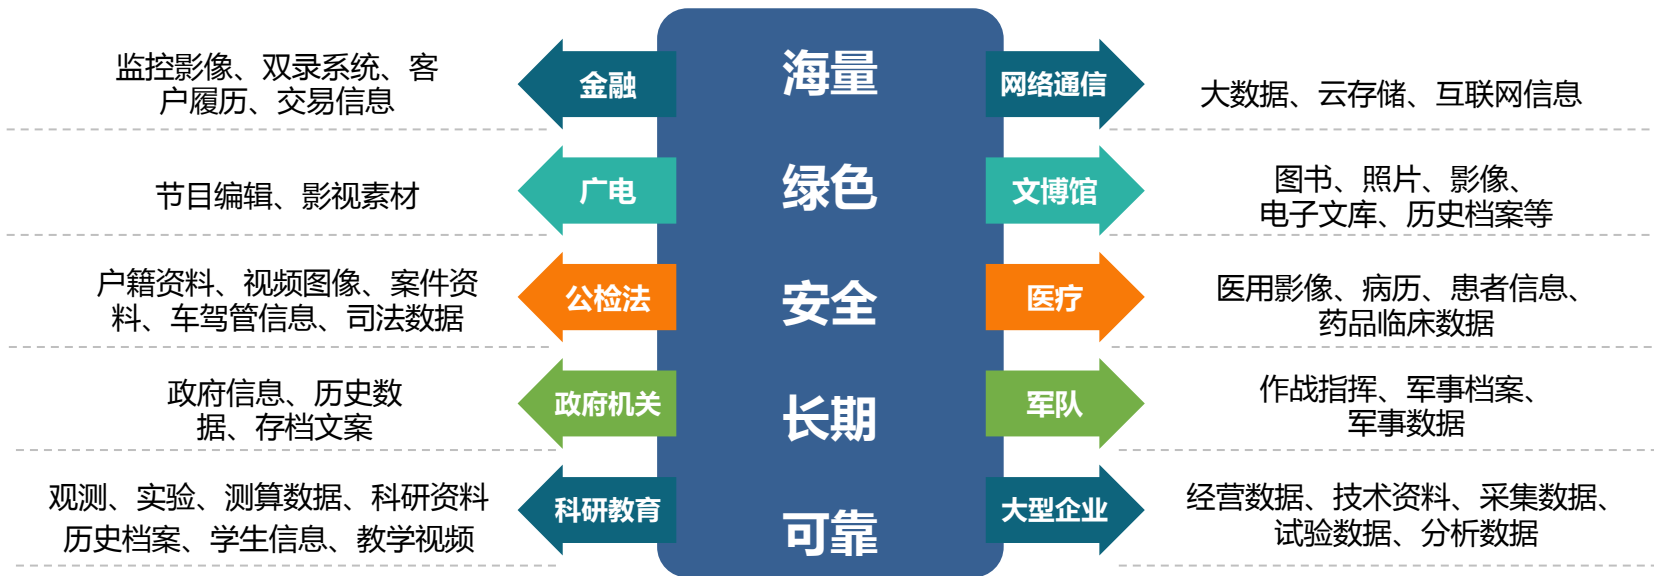 监控影像、双录系统、客
户履历、交易信息
金融
海量
网络通信
大数据、云存储、互联网信息
节目编辑、影视素材
广电
绿色
文博馆
图书、照片、影像、
电子文库、历史档案等
户籍资料、视频图像、案件资
料、车驾管信息、司法数据
公检法
安全
医疗
医用影像、病历、患者信息、
药品临床数据
政府信息、历史数
据、存档文案
政府机关
长期
军队
作战指挥、军事档案、
军事数据
观测、实验、测算数据、科研资料
历史档案、学生信息、教学视频
科研教育
可靠
大型企业
经营数据、技术资料、采集数据、
试验数据、分析数据